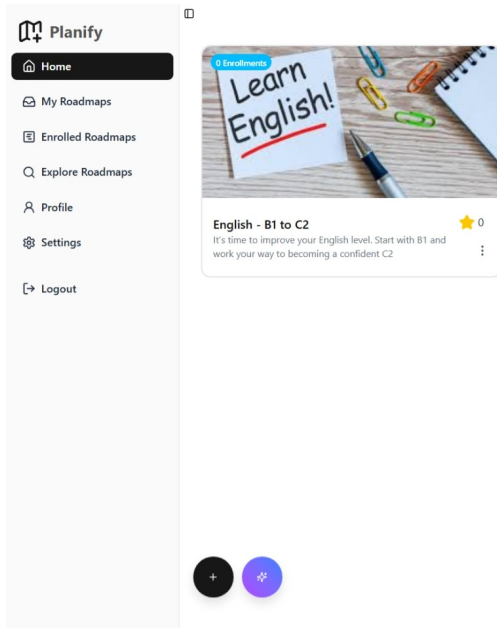 Planify
Home
My Roadmaps
Enrolled Roadmaps
Explore Roadmaps
Profile
Settings
Logout
0 Enrollments
Learn
English!
English - B1 to C2
0
It's time to improve your English level. Start with B1 and
work your way to becoming a confident C2